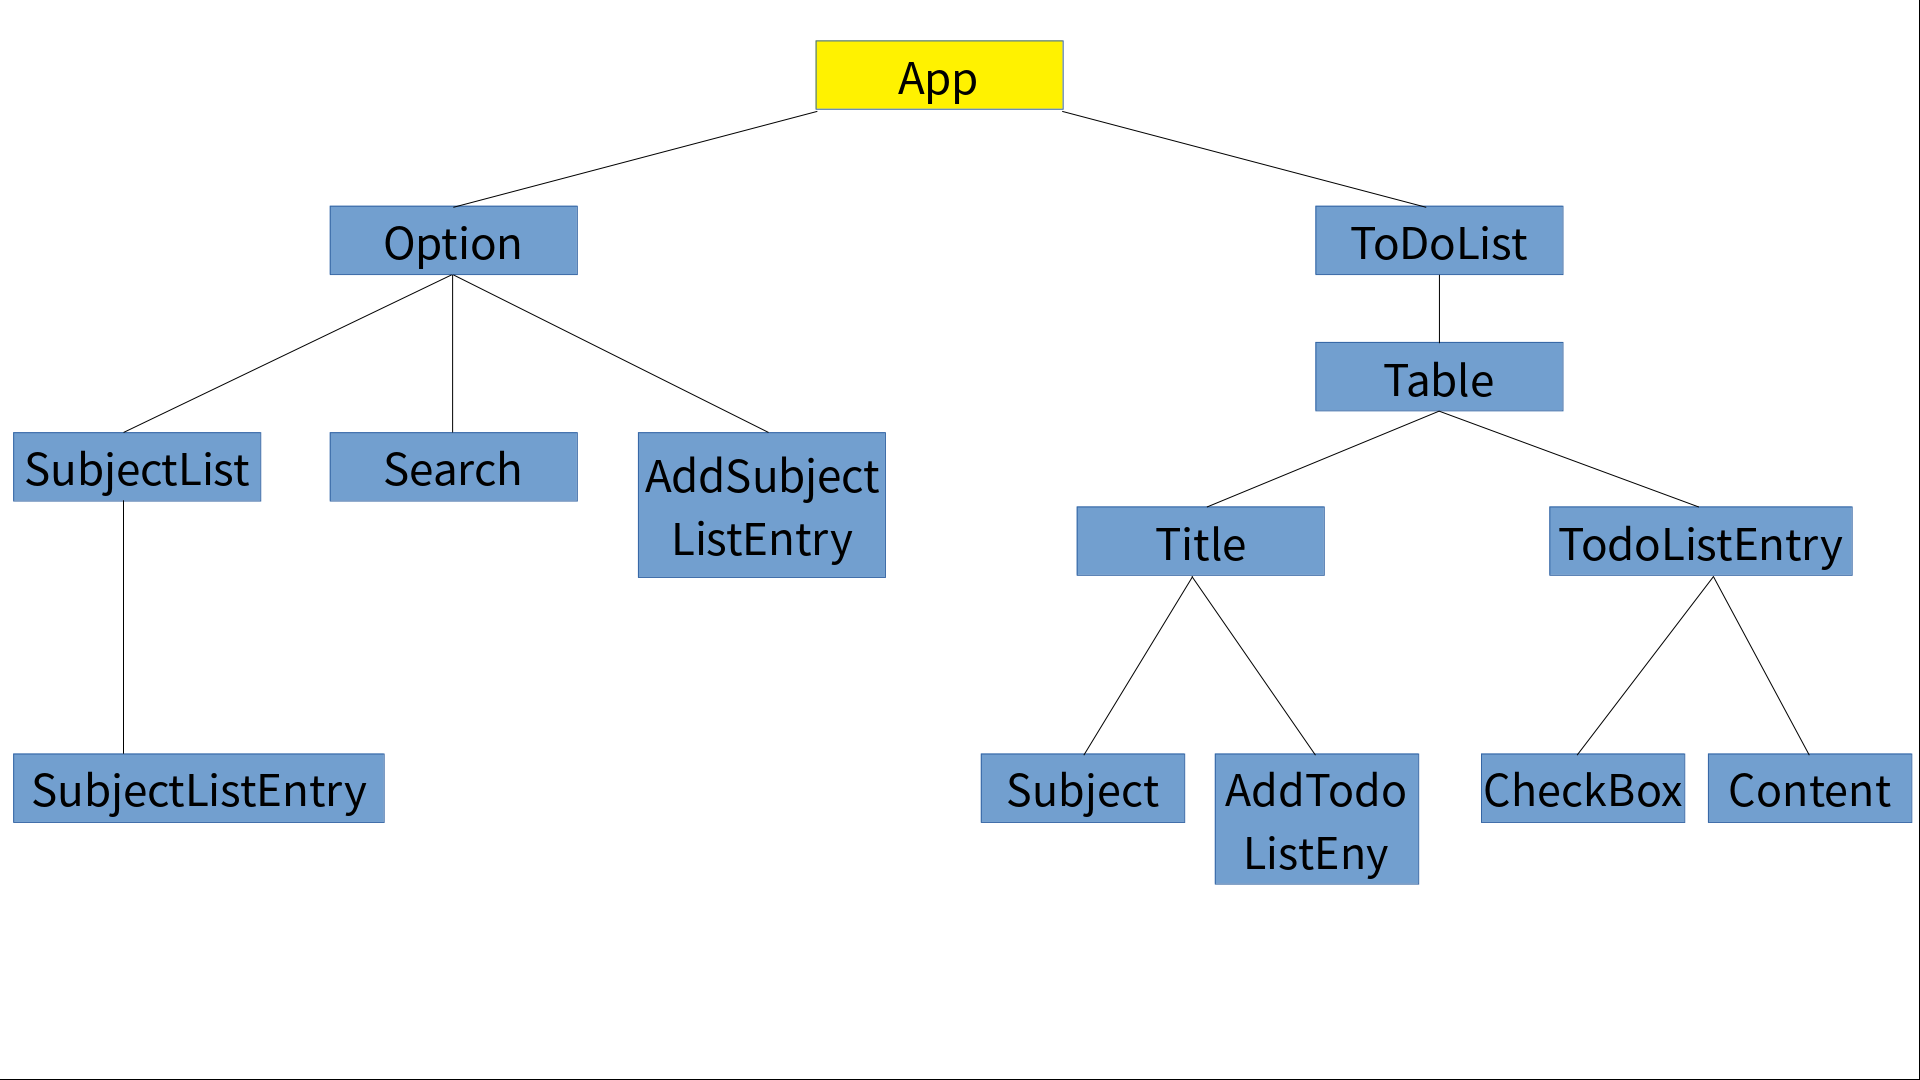 App
Option
ToDoList
Table
SubjectList
Search
AddSubject
ListEntry
Title
TodoListEntry
SubjectListEntry
Subject
AddTodo
ListEny
CheckBox
Content